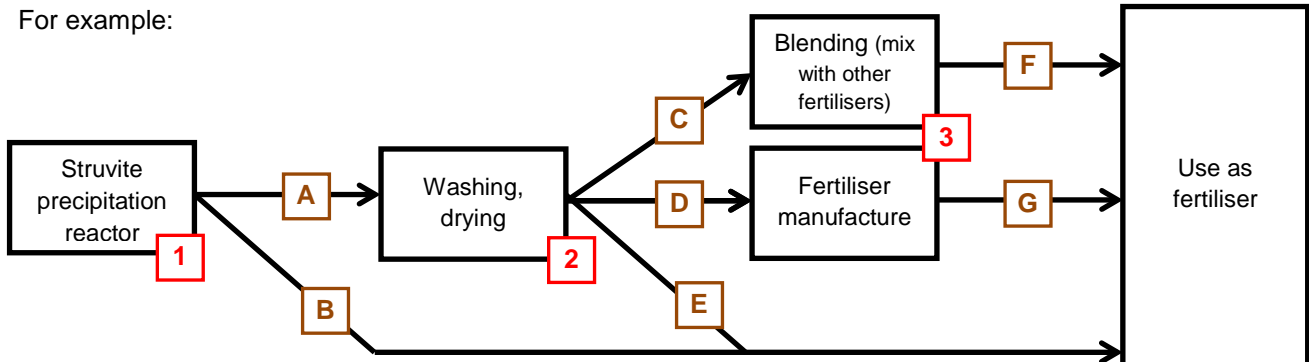 For example:
Struvite
precipitation
reactor
1
A
B
Washing,
drying
2
C
D
E
Blending (mix
with other
fertilisers)
3
Fertiliser
manufacture
F
G
Use as
fertiliser